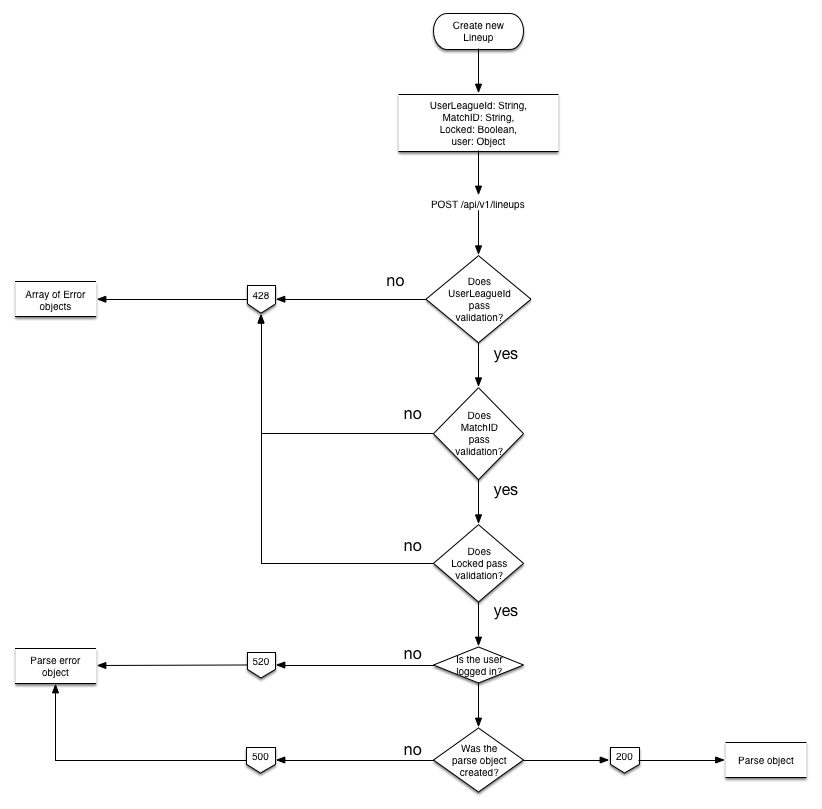 Create new
Lineup
UserLeagueId: String,
MatchID: String,
Locked: Boolean,
user: Object
POST /api/v1/lineups
Does
UserLeagueId
pass
validation?
no
428
Array of Error
objects
yes
Does
MatchID
pass
validation?
no
yes
Does
Locked pass
validation?
no
yes
Is the user
logged in?
no
520
Parse error
object
Was the
parse object
created?
no
500
200
Parse object